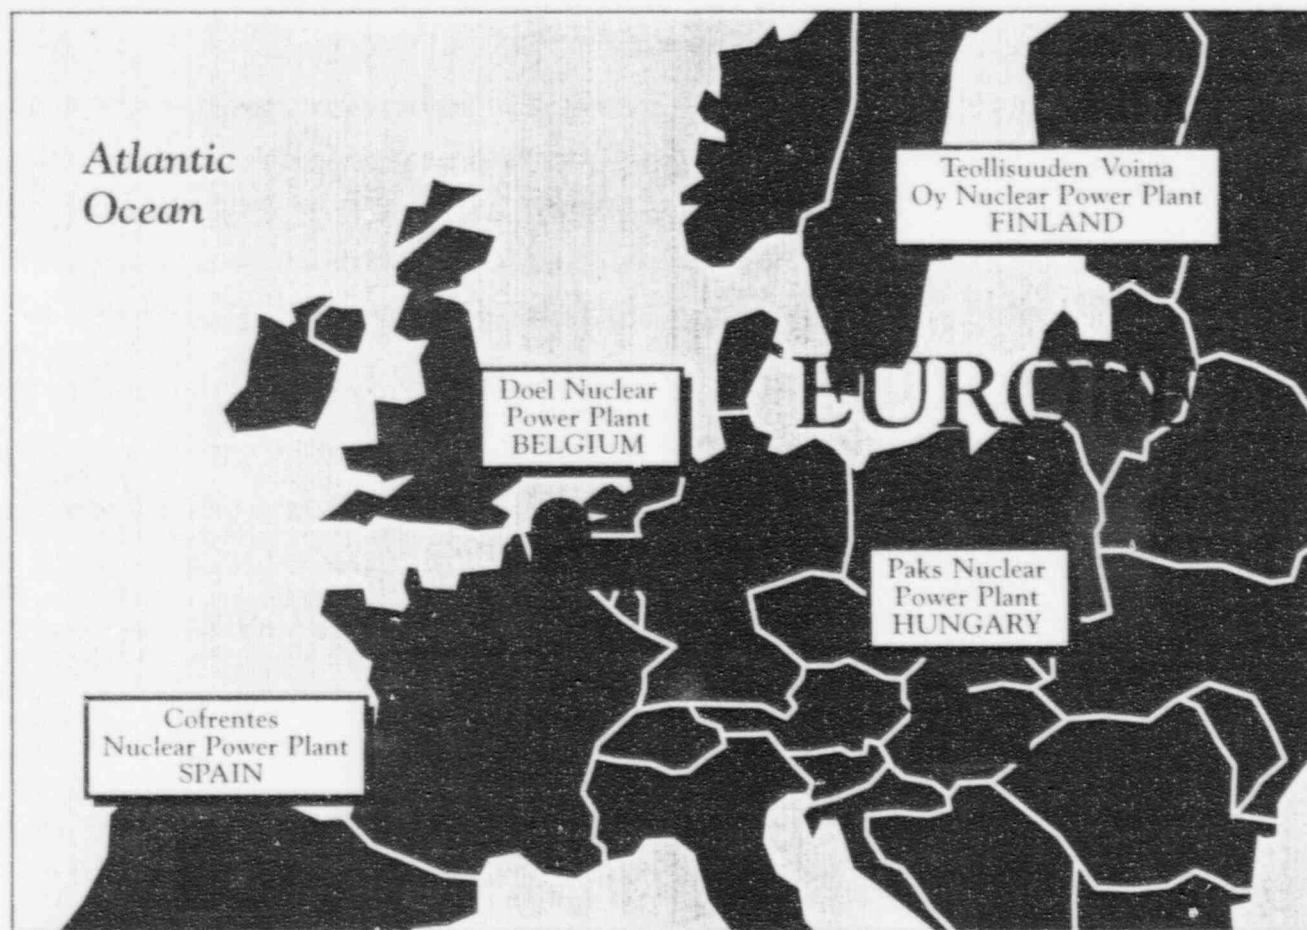 Atlantic
Ocean
Teollisuuden Voima
Oy Nuclear Power Plant
FINLAND
EUROPE
Doel Nuclear
Power Plant
BELGIUM
Paks Nuclear
Power Plant
HUNGARY
Cofrentes
Nuclear Power Plant
SPAIN